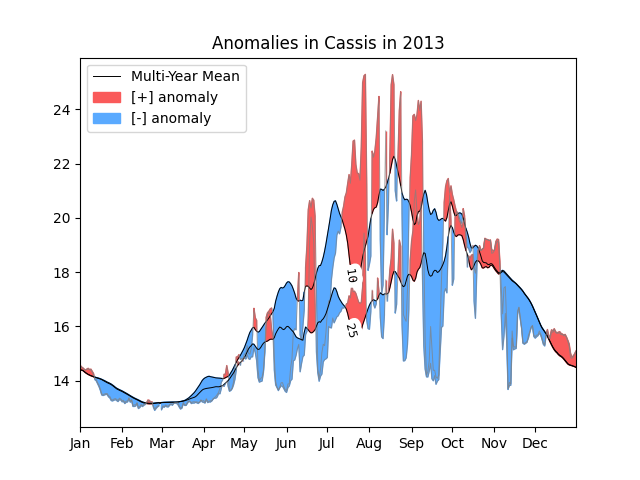 Anomalies in Cassis in 2013
Multi-Year Mean
[+] anomaly
[-] anomaly
24
22
20
18
16
14
10
25
Jan Feb Mar Apr May Jun Jul Aug Sep Oct Nov Dec